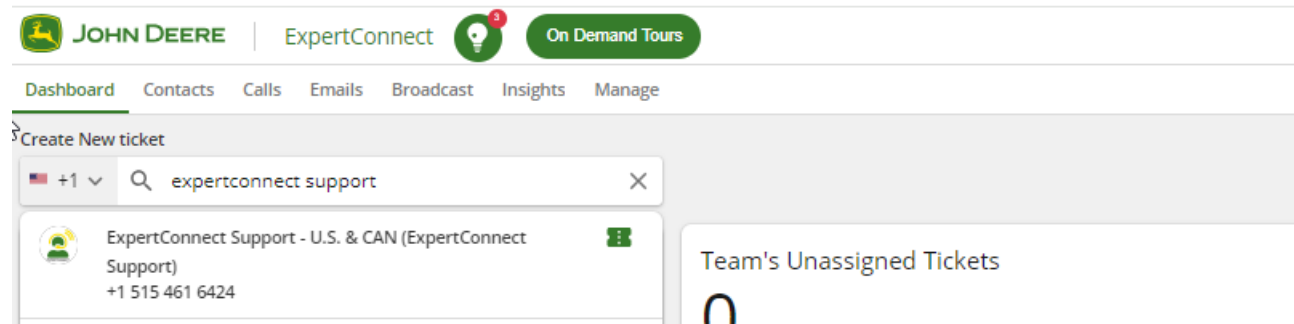 JOHN DEERE ExpertConnect 3 On Demand Tours
Dashboard Contacts Calls Emails Broadcast Insights Manage
Create New ticket
+1 expertconnect support
ExpertConnect Support - U.S. & CAN (ExpertConnect
Support)
+1 515 461 6424
Team's Unassigned Tickets
0